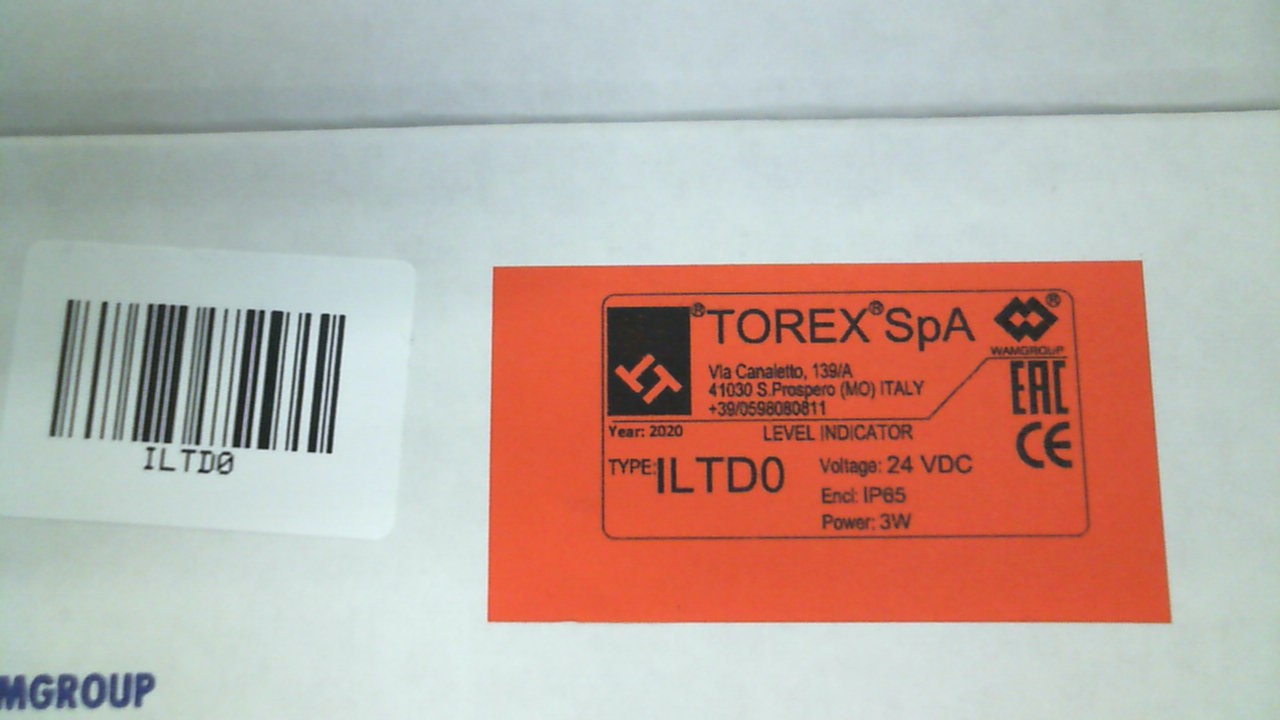 ILTD0
®TOREX®SpA
®
WAMGROUP
Via Canaletto, 139/A
41030 S.Prospero (MO) ITALY
+39/0598080811
EAC
CE
Year: 2020
LEVEL INDICATOR
TYPE:ILTD0
Voltage: 24 VDC
Encl: IP65
Power: 3W
MGROUP